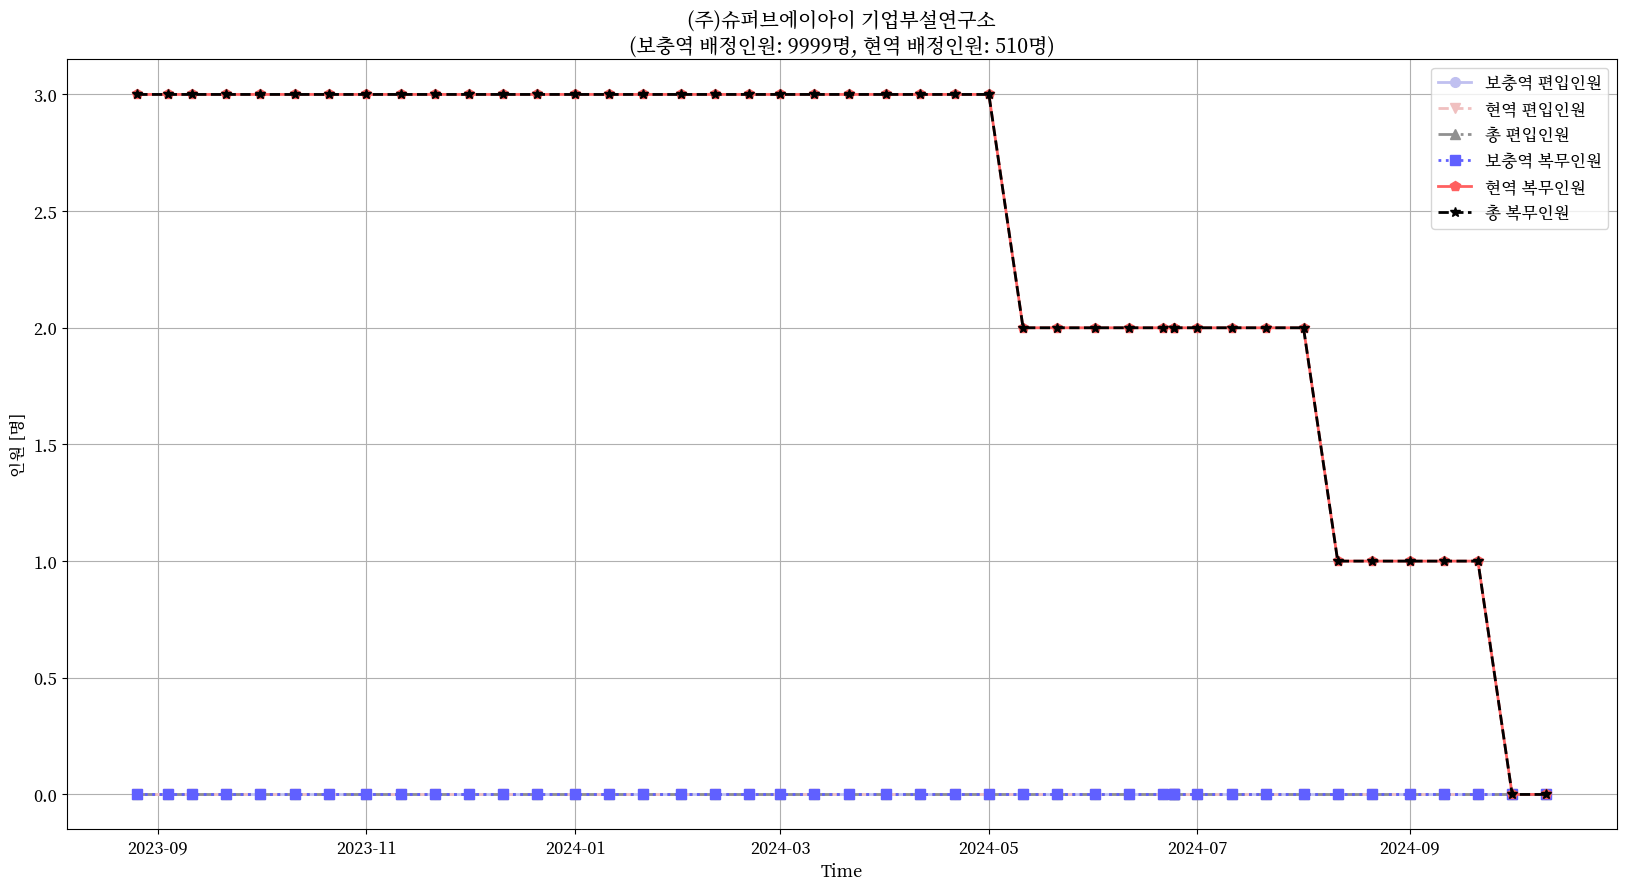 (주)슈퍼브에이아이 기업부설연구소
(보충역 배정인원: 9999명, 현역 배정인원: 510명)
보충역 편입인원
현역 편입인원
총 편입인원
보충역 복무인원
현역 복무인원
총 복무인원
3.0
2.5
2.0
1.5
1.0
0.5
0.0
인원 [명]
2023-09 2023-11 2024-01 2024-03 2024-05 2024-07 2024-09
Time